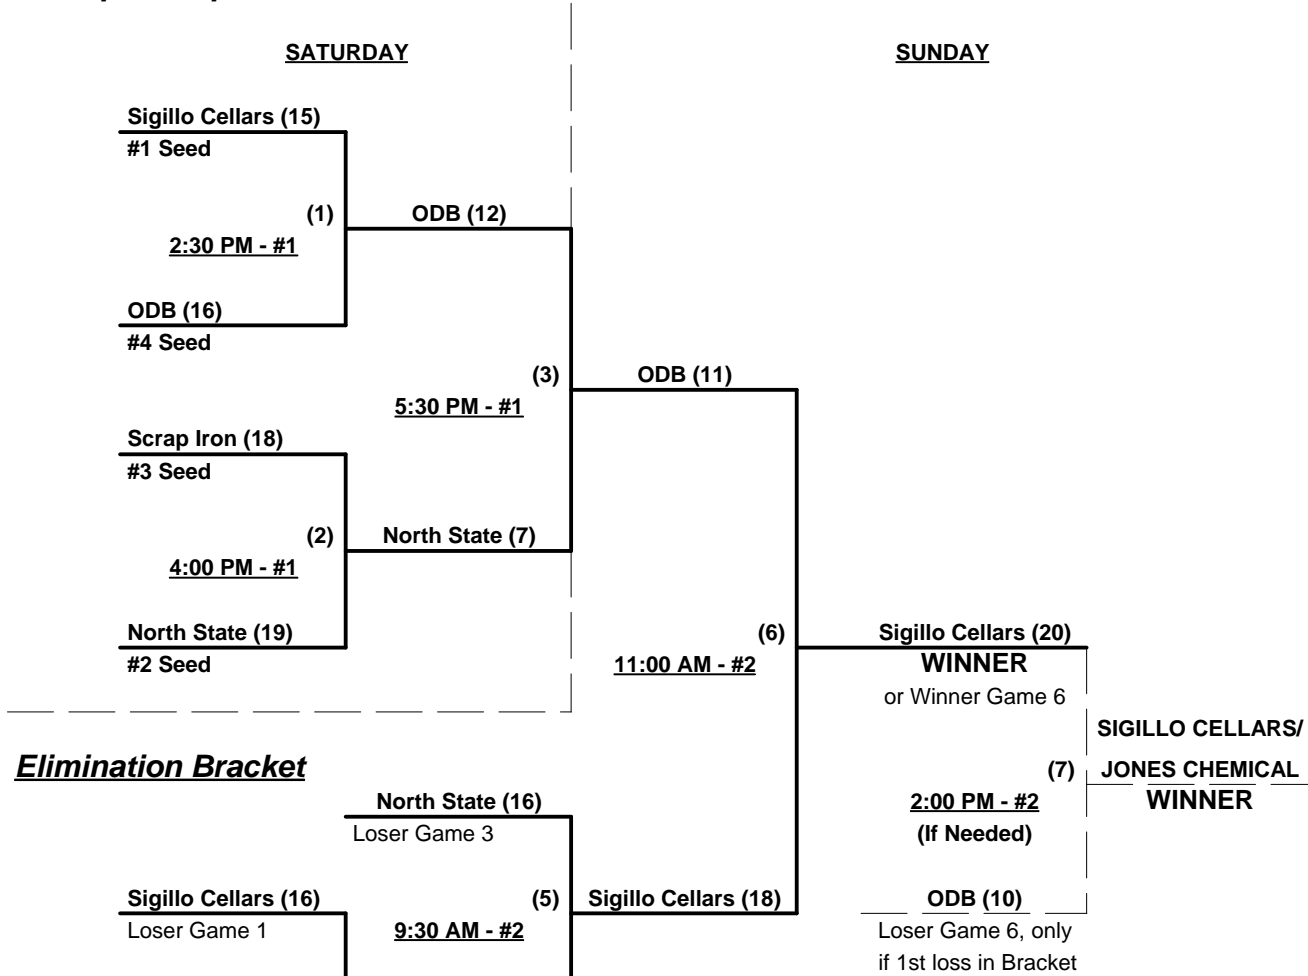 SATURDAY
SUNDAY
Sigillo Cellars (15)
#1 Seed
(1)
ODB (12)
2:30 PM - #1
ODB (16)
#4 Seed
(3)
ODB (11)
5:30 PM - #1
Scrap Iron (18)
#3 Seed
(2)
North State (7)
4:00 PM - #1
North State (19)
#2 Seed
(6)
Sigillo Cellars (20)
11:00 AM - #2
WINNER
or Winner Game 6
SIGILLO CELLARS/
Elimination Bracket
(7)
JONES CHEMICAL
North State (16)
2:00 PM - #2
WINNER
Loser Game 3
(If Needed)
Sigillo Cellars (16)
(5)
Sigillo Cellars (18)
ODB (10)
Loser Game 1
9:30 AM - #2
Loser Game 6, only
if 1st loss in Bracket